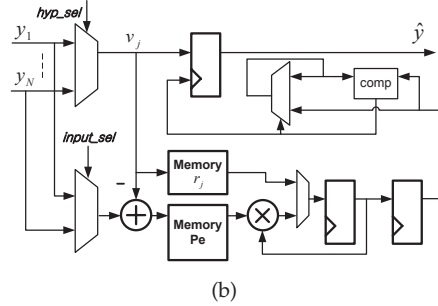 hyp_sel
y1
yN
vj
ŷ
comp
input_sel
Memory
rj
−
+
Memory
Pe
×
(b)